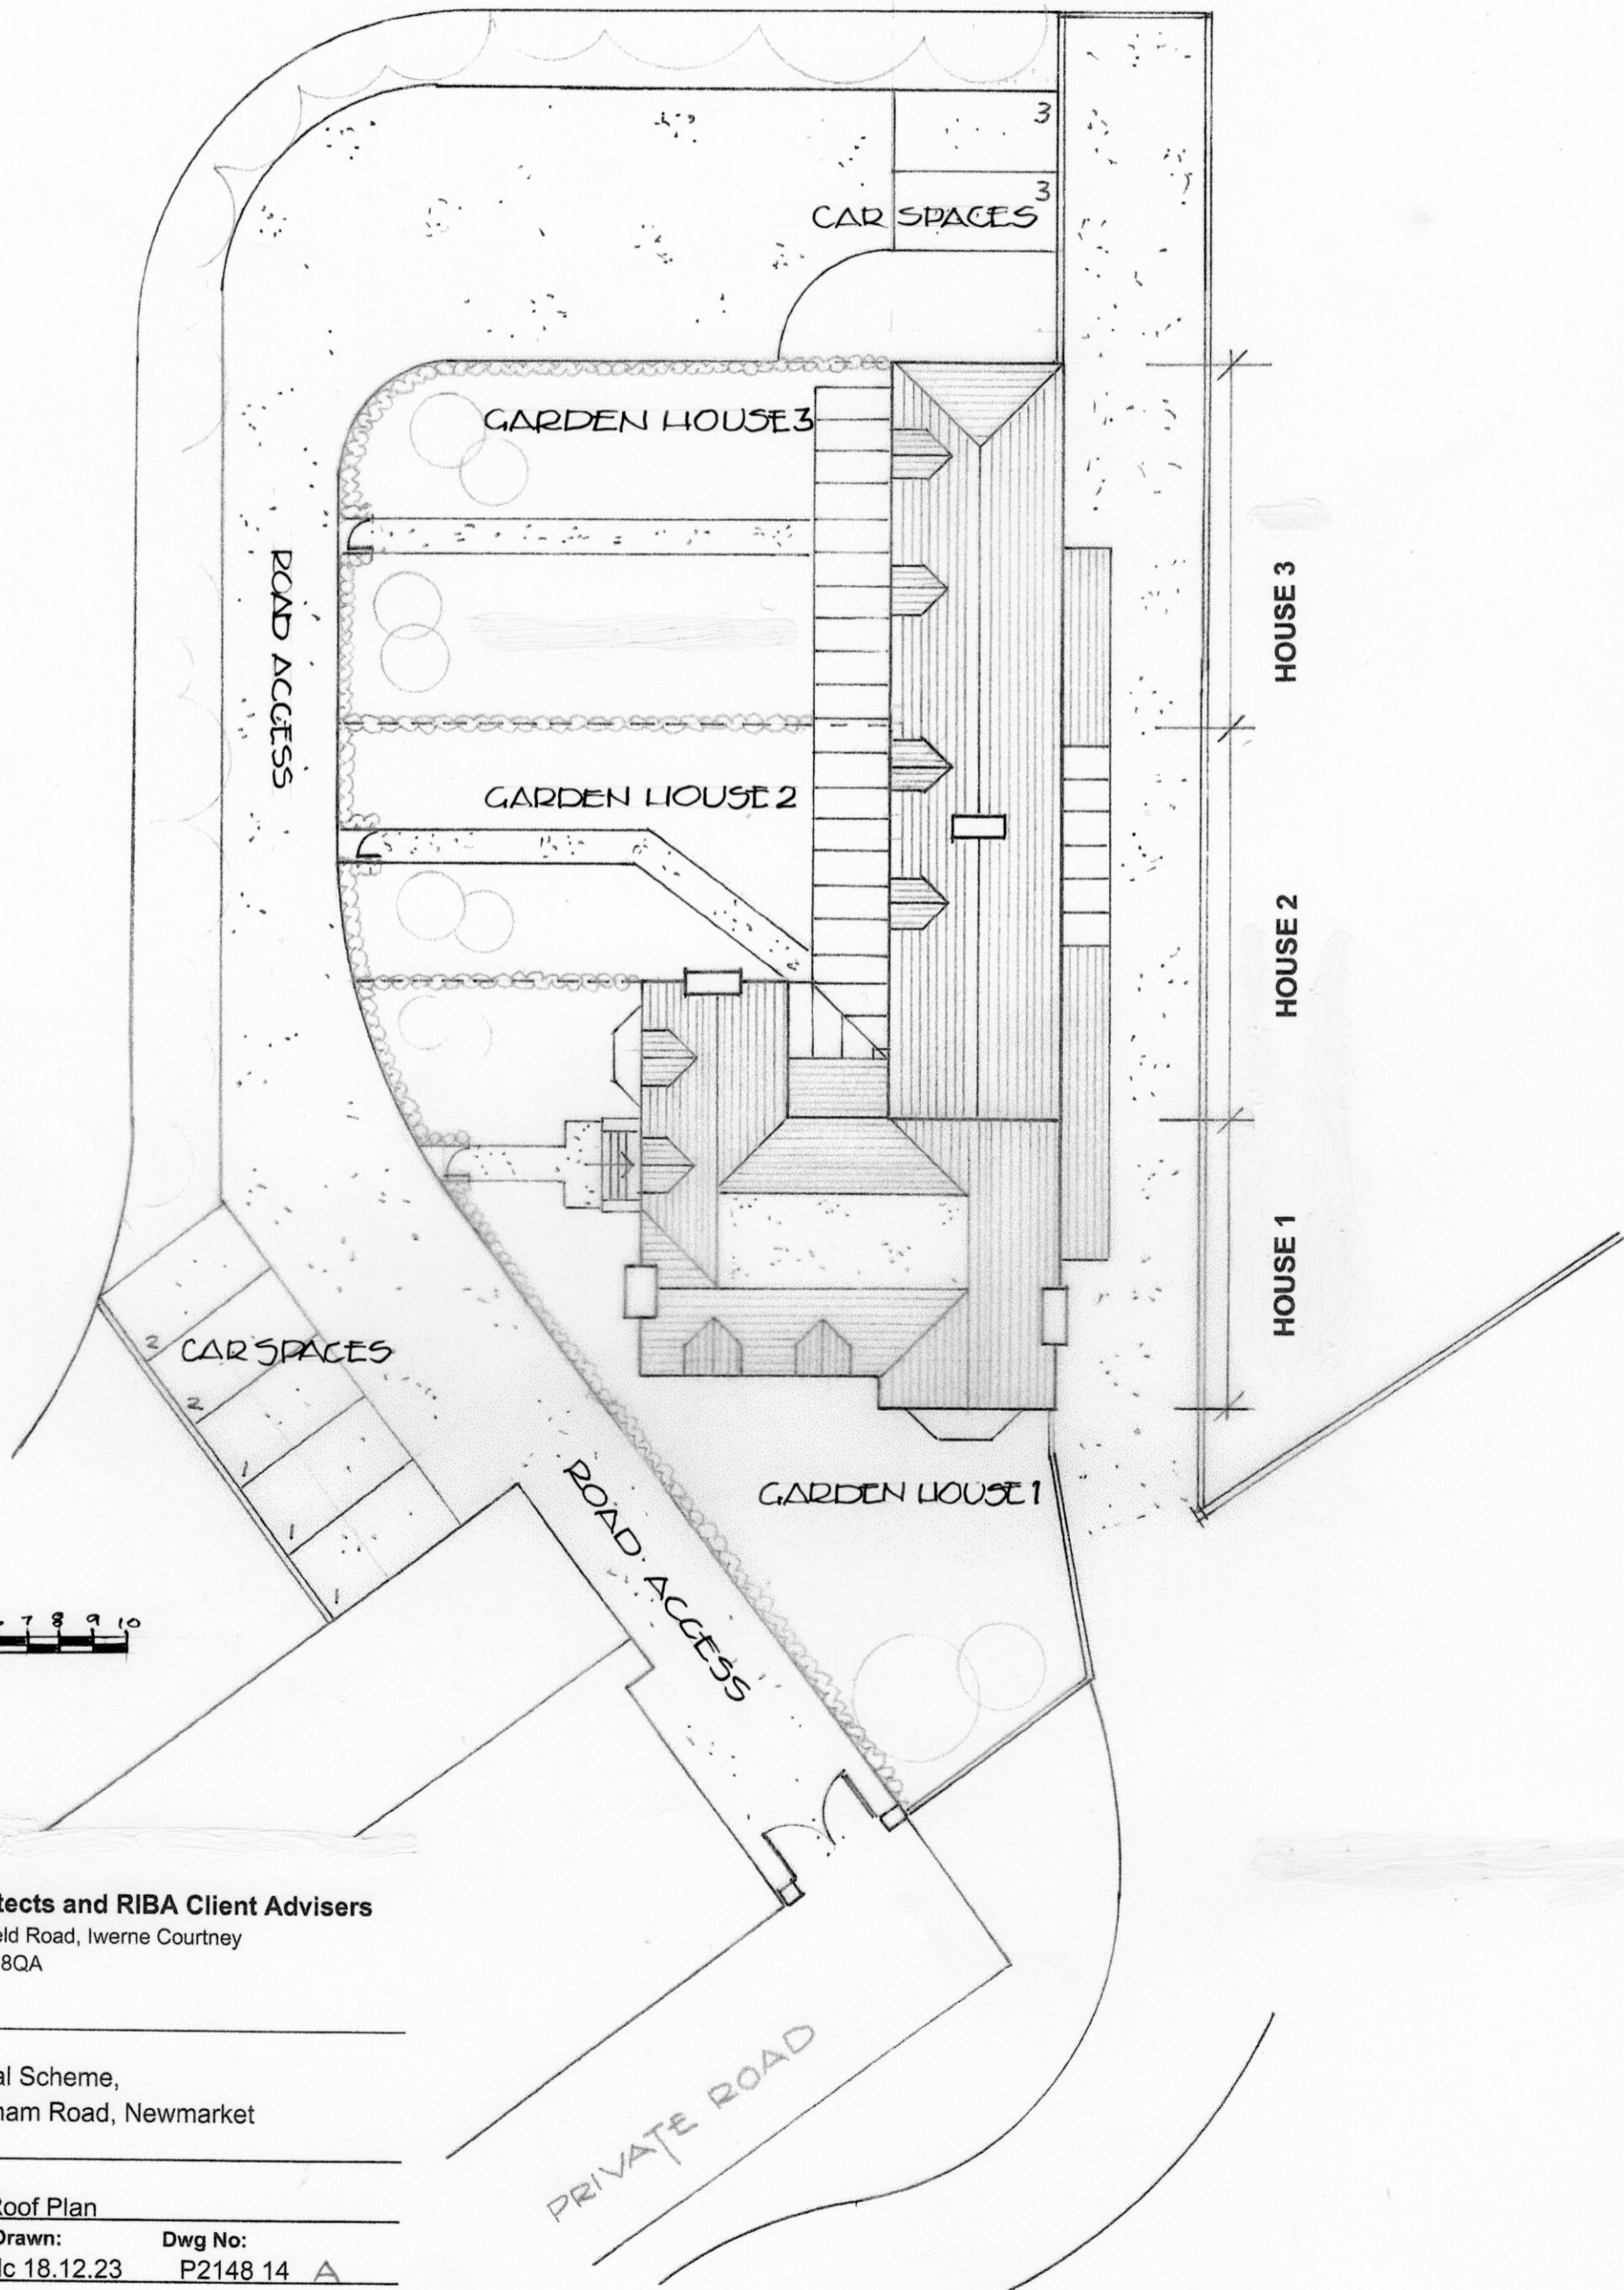 3
3
CAR SPACES
GARDEN HOUSE 3
ROAD ACCESS
HOUSE 3
GARDEN HOUSE 2
HOUSE 2
HOUSE 1
2
CAR SPACES
2
1
1
1
ROAD ACCESS
GARDEN HOUSE 1
7 8 9 10
tects and RIBA Client Advisers
eld Road, Iwerne Courtney
8QA
PRIVATE ROAD
al Scheme,
ham Road, Newmarket
Roof Plan
Drawn: Dwg No:
lc 18.12.23 P2148 14 A